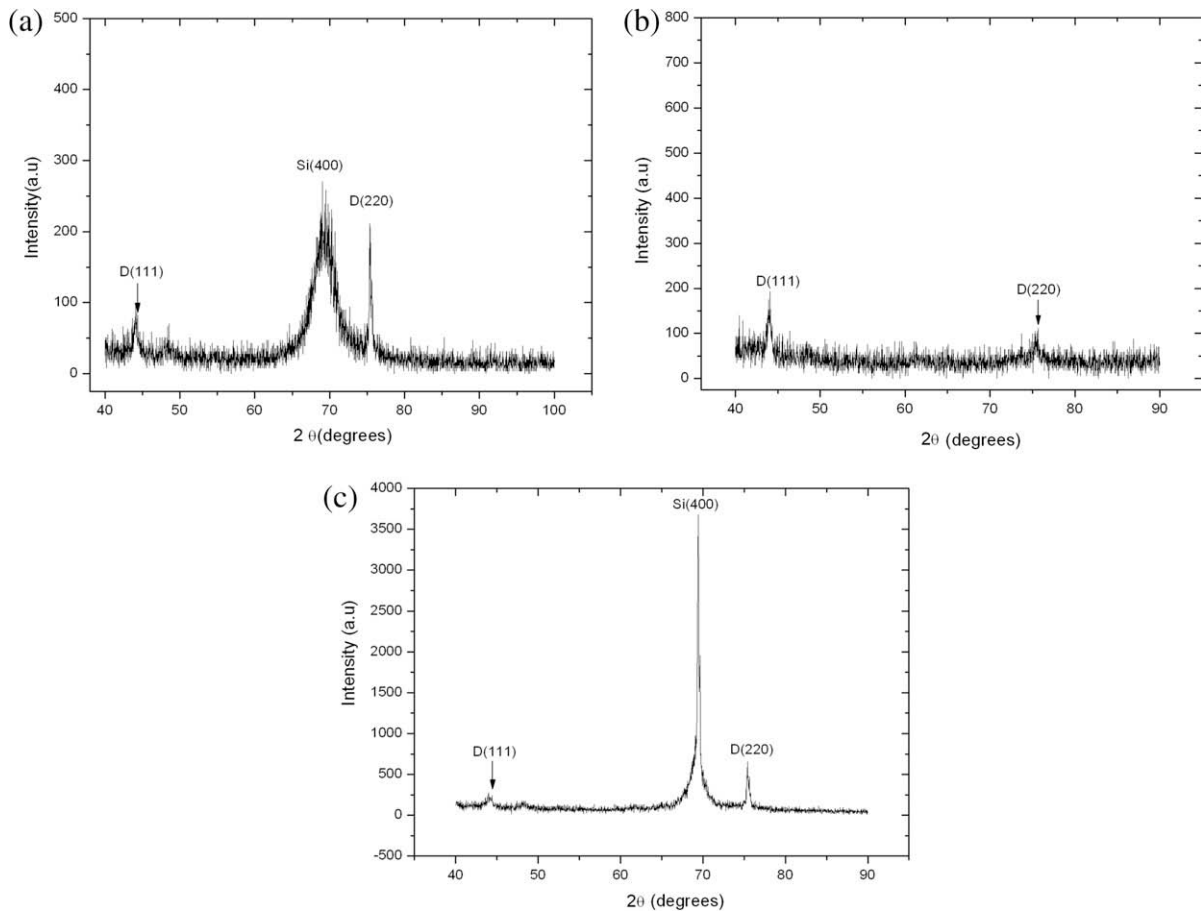 (a)
500
400
300
200
100
0
Intensity(a.u)
D(111)
Si(400)
D(220)
40 50 60 70 80 90 100
2 θ(degrees)
(b)
800
700
600
500
400
300
200
100
0
Intensity (a.u)
D(111)
D(220)
40 50 60 70 80 90
2θ (degrees)
(c)
4000
3500
3000
2500
2000
1500
1000
500
0
-500
Intensity (a.u)
D(111)
Si(400)
D(220)
40 50 60 70 80 90
2θ (degrees)